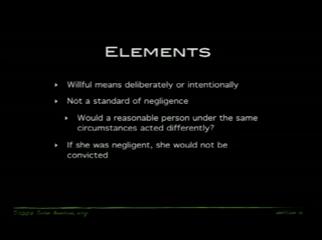 ELEMENTS
Willful means deliberately or intentionally
Not a standard of negligence
Would a reasonable person under the same
circumstances acted differently?
If she was negligent, she would not be
convicted